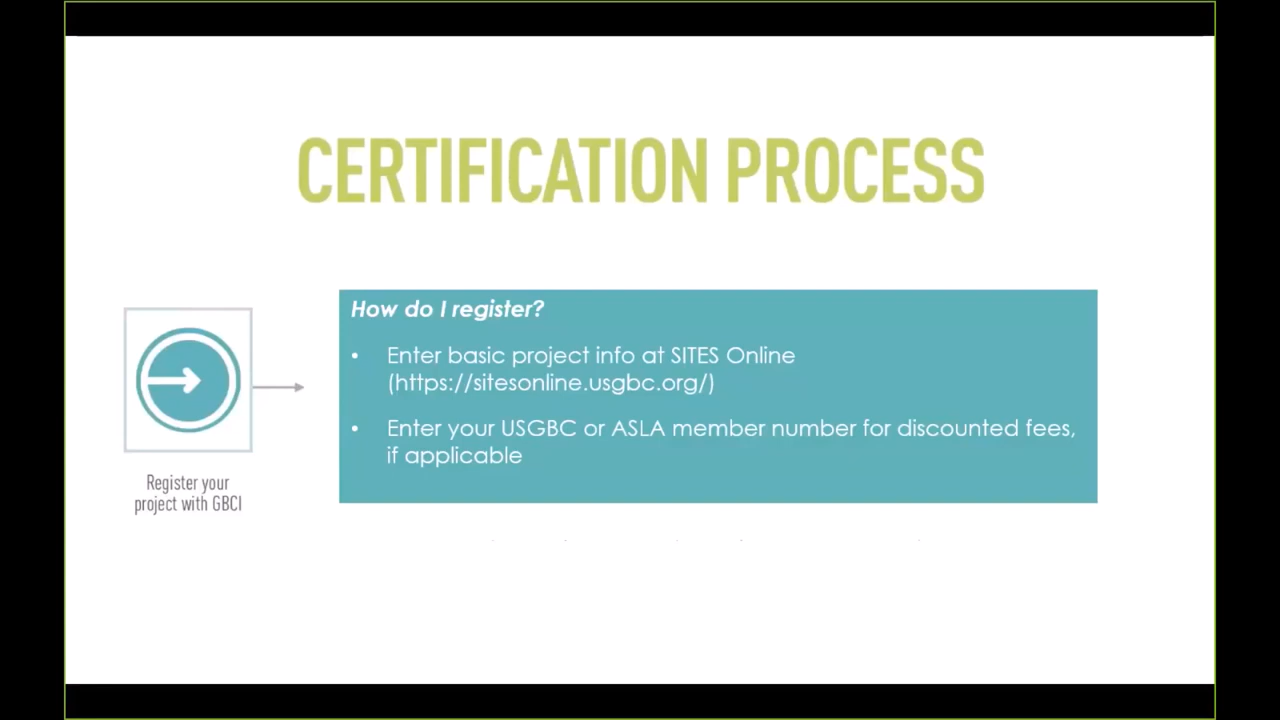 CERTIFICATION PROCESS
How do I register?
• Enter basic project info at SITES Online
(https://sitesonline.usgbc.org/)
• Enter your USGBC or ASLA member number for discounted fees,
if applicable
Register your
project with GBCI